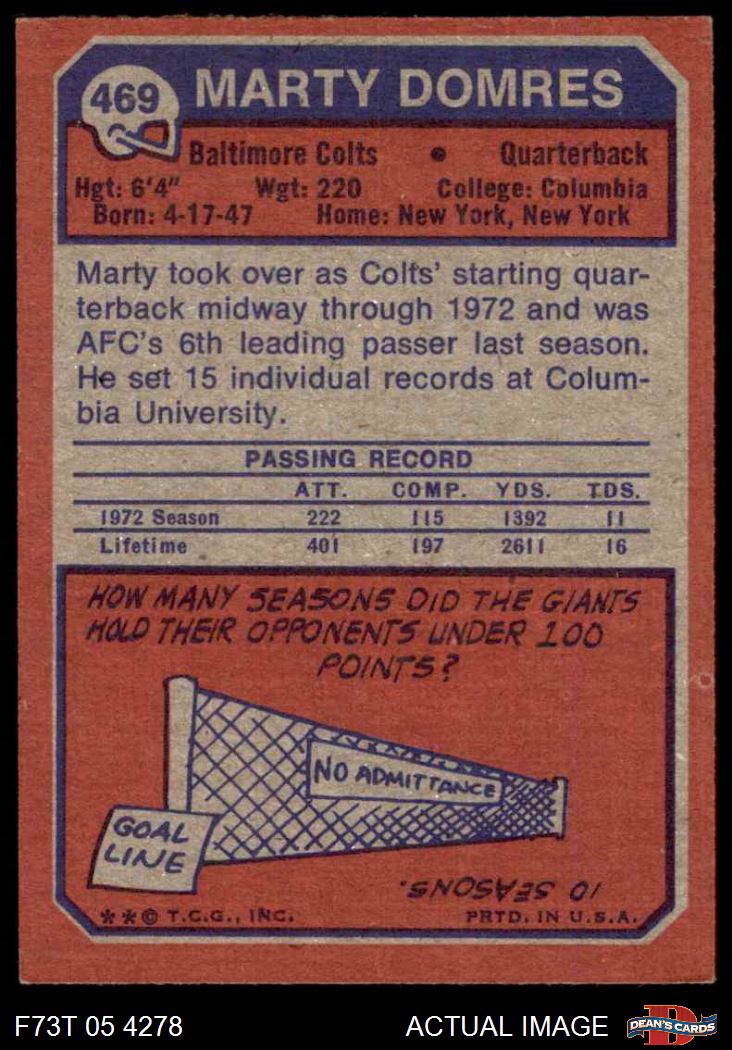 469
MARTY DOMRES
Baltimore Colts • Quarterback
Hgt: 6'4" Wgt: 220 College: Columbia
Born: 4-17-47 Home: New York, New York
Marty took over as Colts' starting quar-
terback midway through 1972 and was
AFC's 6th leading passer last season.
He set 15 individual records at Colum-
bia University.
PASSING RECORD
ATT. COMP. YDS. TDS.
1972 Season 222 115 1392 11
Lifetime 401 197 2611 16
HOW MANY SEASONS DID THE GIANTS
HOLD THEIR OPPONENTS UNDER 100
POINTS?
NO ADMITTANCE
GOAL
LINE
10 SEASONS.
**© T.C.G., INC. PRTD. IN U.S.A.
F73T 05 4278 ACTUAL IMAGE
D
DEAN'S CARDS